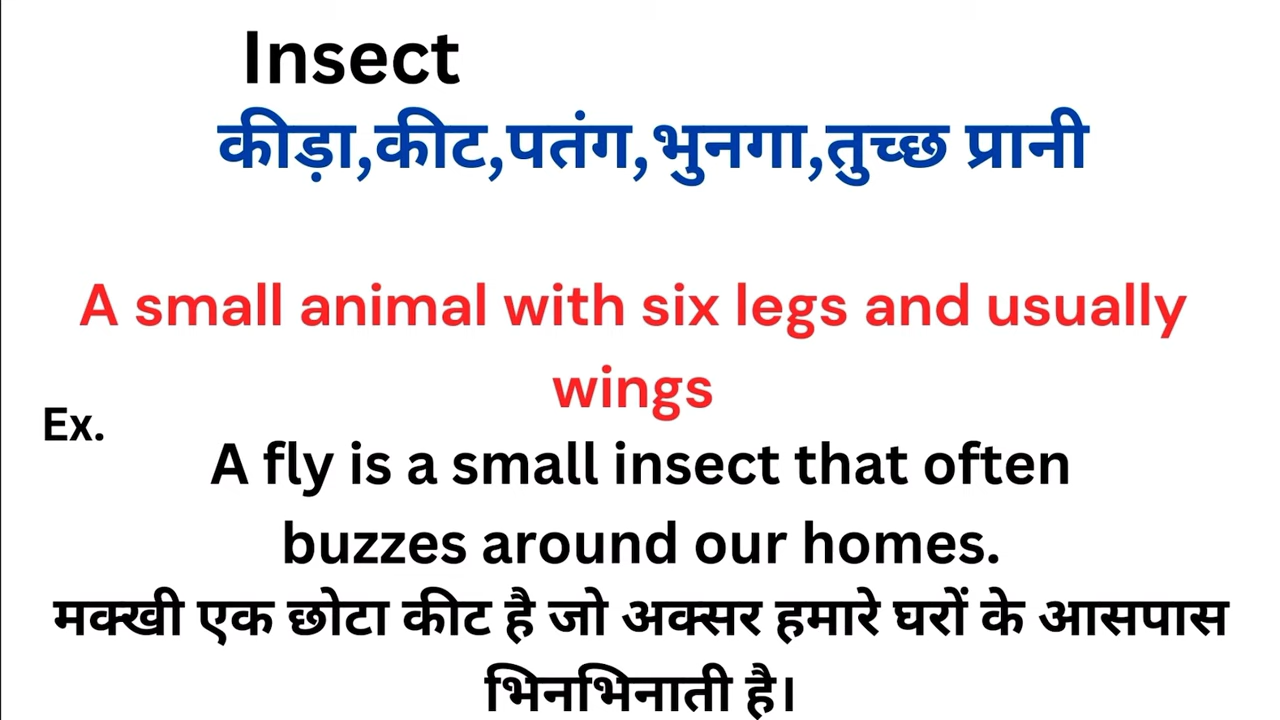 Insect
कीड़ा,कीट,पतंग,भुनगा,तुच्छ प्रानी
A small animal with six legs and usually
wings
Ex.
A fly is a small insect that often
buzzes around our homes.
मक्खी एक छोटा कीट है जो अक्सर हमारे घरों के आसपास
भिनभिनाती है।